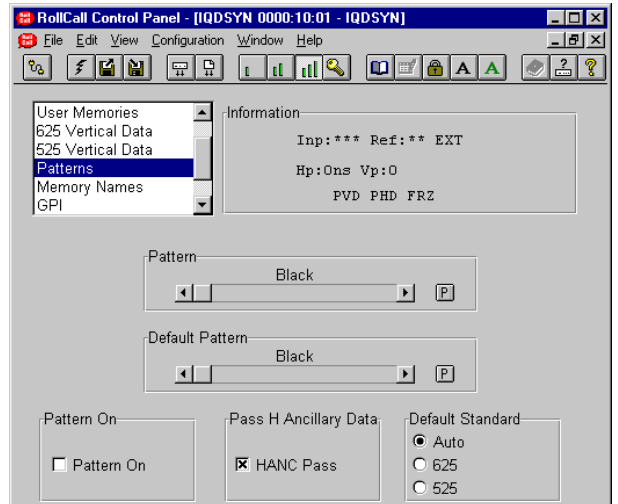 RollCall Control Panel - [IQDSYN 0000:10:01 - IQDSYN]
File Edit View Configuration Window Help
User Memories
625 Vertical Data
525 Vertical Data
Patterns
Memory Names
GPI
Information
Inp:*** Ref:** EXT
Hp:0ns Vp:0
PVD PHD FRZ
Pattern
Black
P
Default Pattern
Black
P
Pattern On
Pattern On
Pass H Ancillary Data
HANC Pass
Default Standard
Auto
625
525